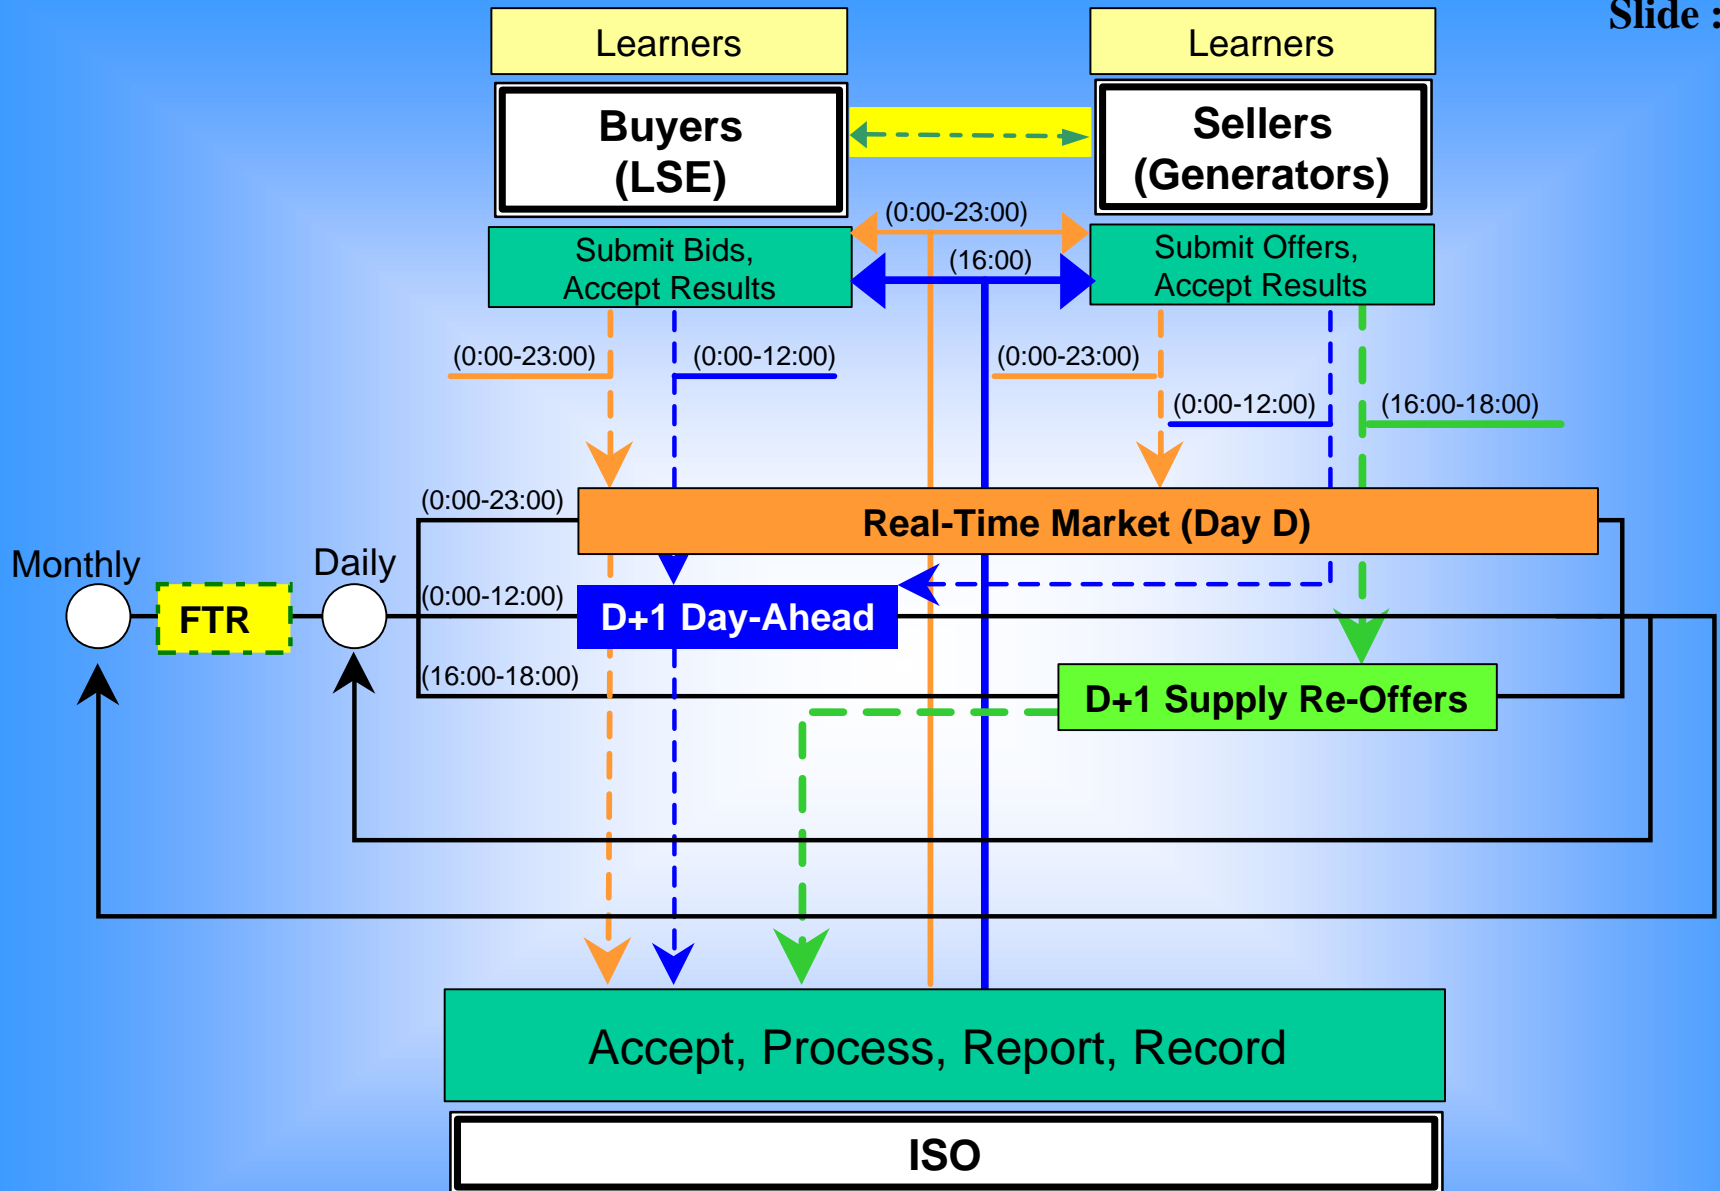 Slide :
Learners
Learners
Buyers
(LSE)
Sellers
(Generators)
(0:00-23:00)
Submit Bids,
Accept Results
(16:00)
Submit Offers,
Accept Results
(0:00-23:00)
(0:00-12:00)
(0:00-23:00)
(0:00-12:00)
(16:00-18:00)
(0:00-23:00)
Real-Time Market (Day D)
Monthly
Daily
FTR
(0:00-12:00)
D+1 Day-Ahead
(16:00-18:00)
D+1 Supply Re-Offers
Accept, Process, Report, Record
ISO